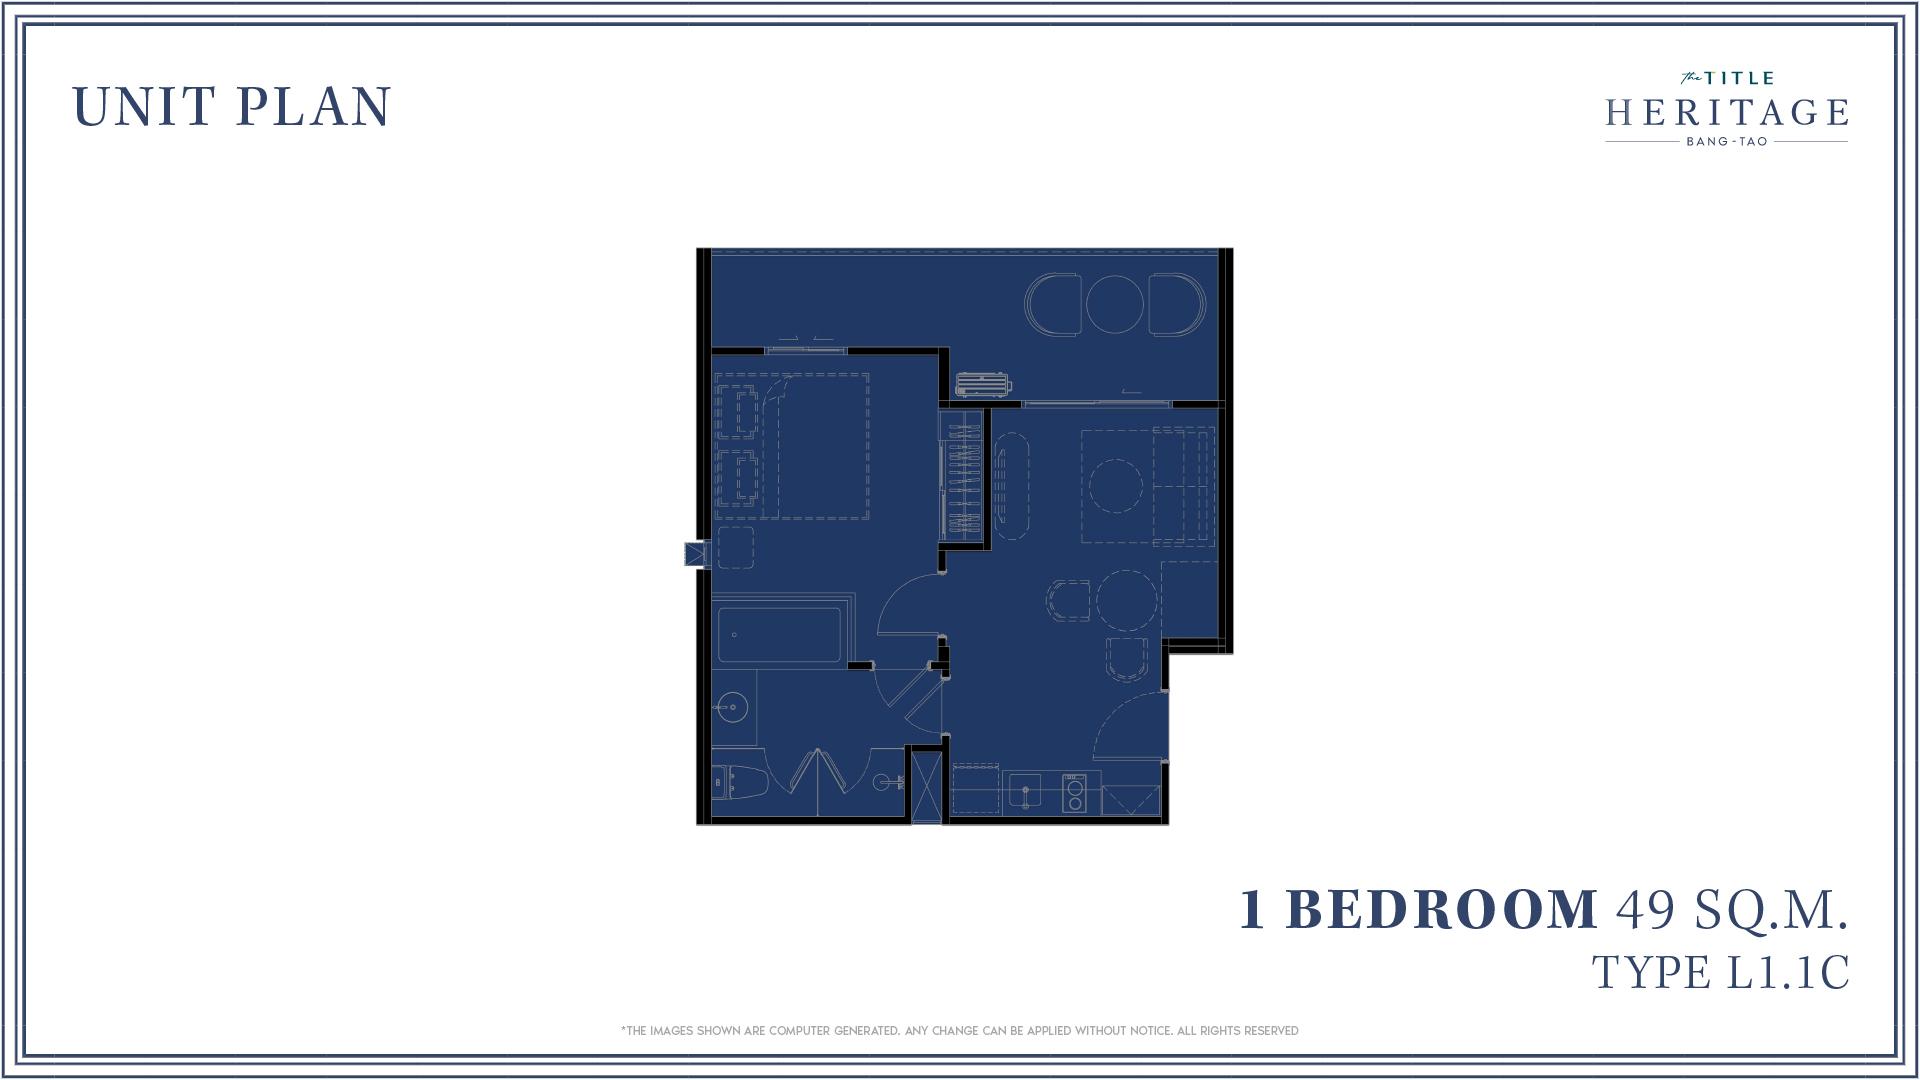 UNIT PLAN
the TITLE
HERITAGE
BANG-TAO
1 BEDROOM 49 SQ.M.
TYPE L1.1C
*THE IMAGES SHOWN ARE COMPUTER GENERATED. ANY CHANGE CAN BE APPLIED WITHOUT NOTICE. ALL RIGHTS RESERVED